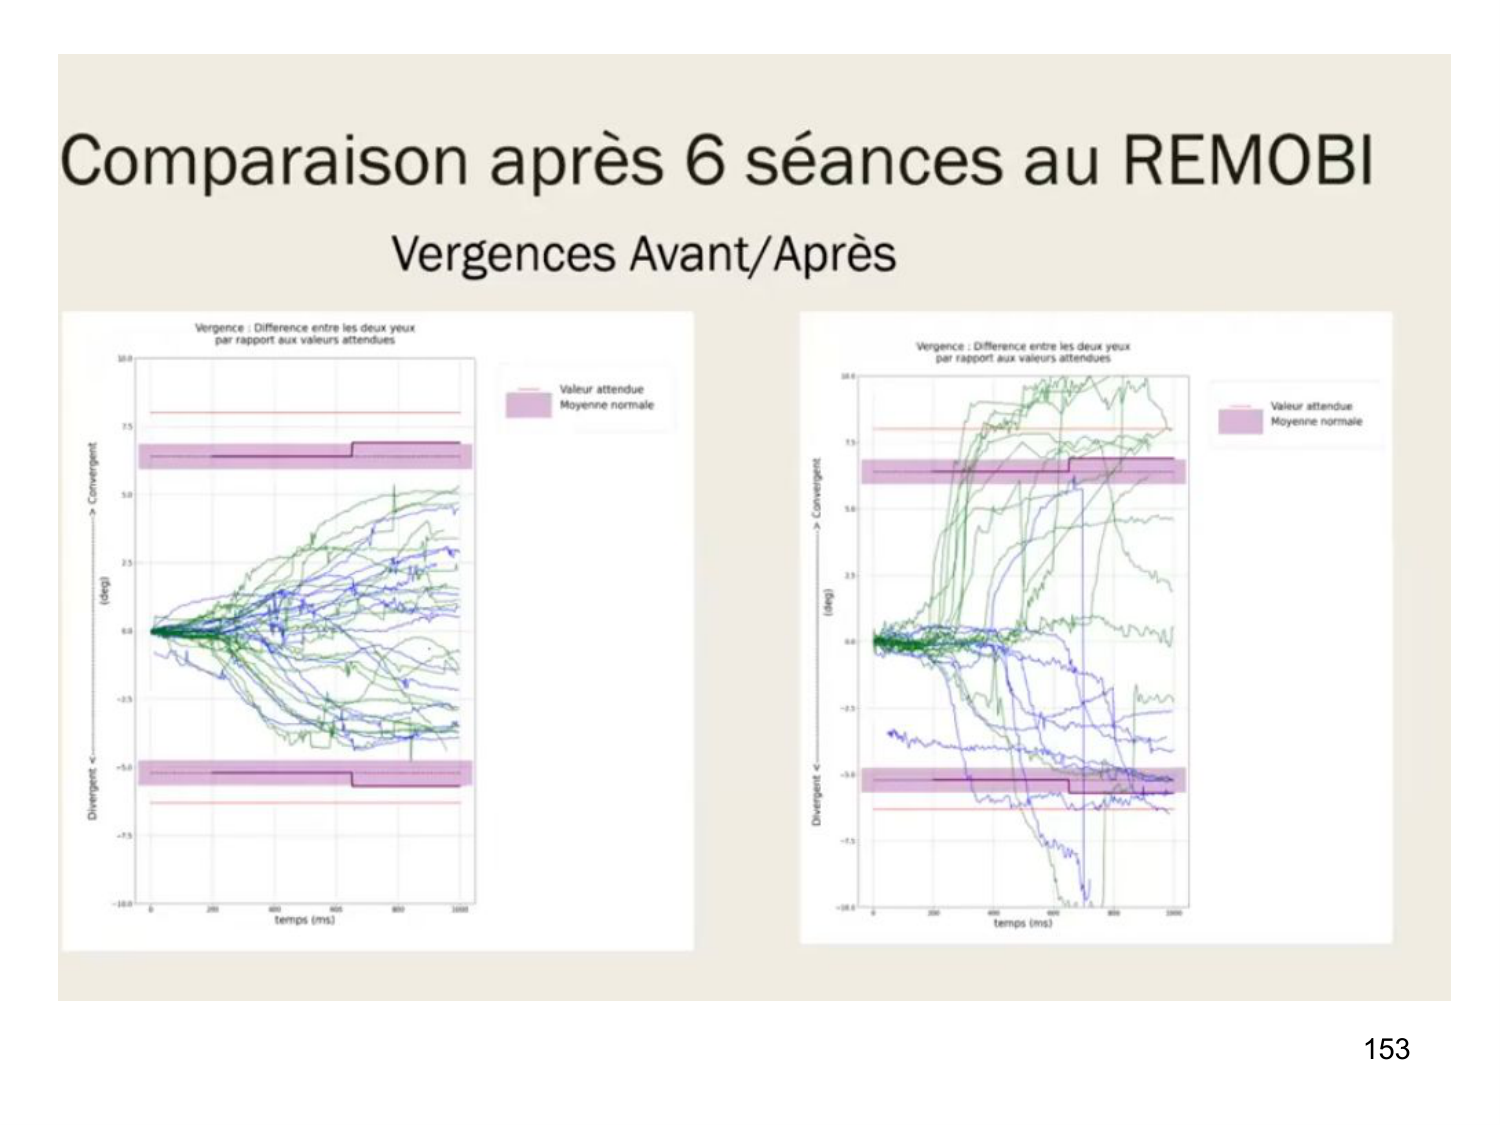 Comparaison après 6 séances au REMOBI
Vergences Avant/Après
Vergence : Difference entre les deux yeux
par rapport aux valeurs attendues
Valeur attendue
Moyenne normale
Divergent <--------------------> Convergent
(deg)
10.0
7.5
5.0
2.5
0.0
−2.5
−5.0
−7.5
−10.0
0 200 400 600 800 1000
temps (ms)
Vergence : Difference entre les deux yeux
par rapport aux valeurs attendues
Valeur attendue
Moyenne normale
Divergent <--------------------> Convergent
(deg)
10.0
7.5
5.0
2.5
0.0
−2.5
−5.0
−7.5
−10.0
0 200 400 600 800 1000
temps (ms)
153